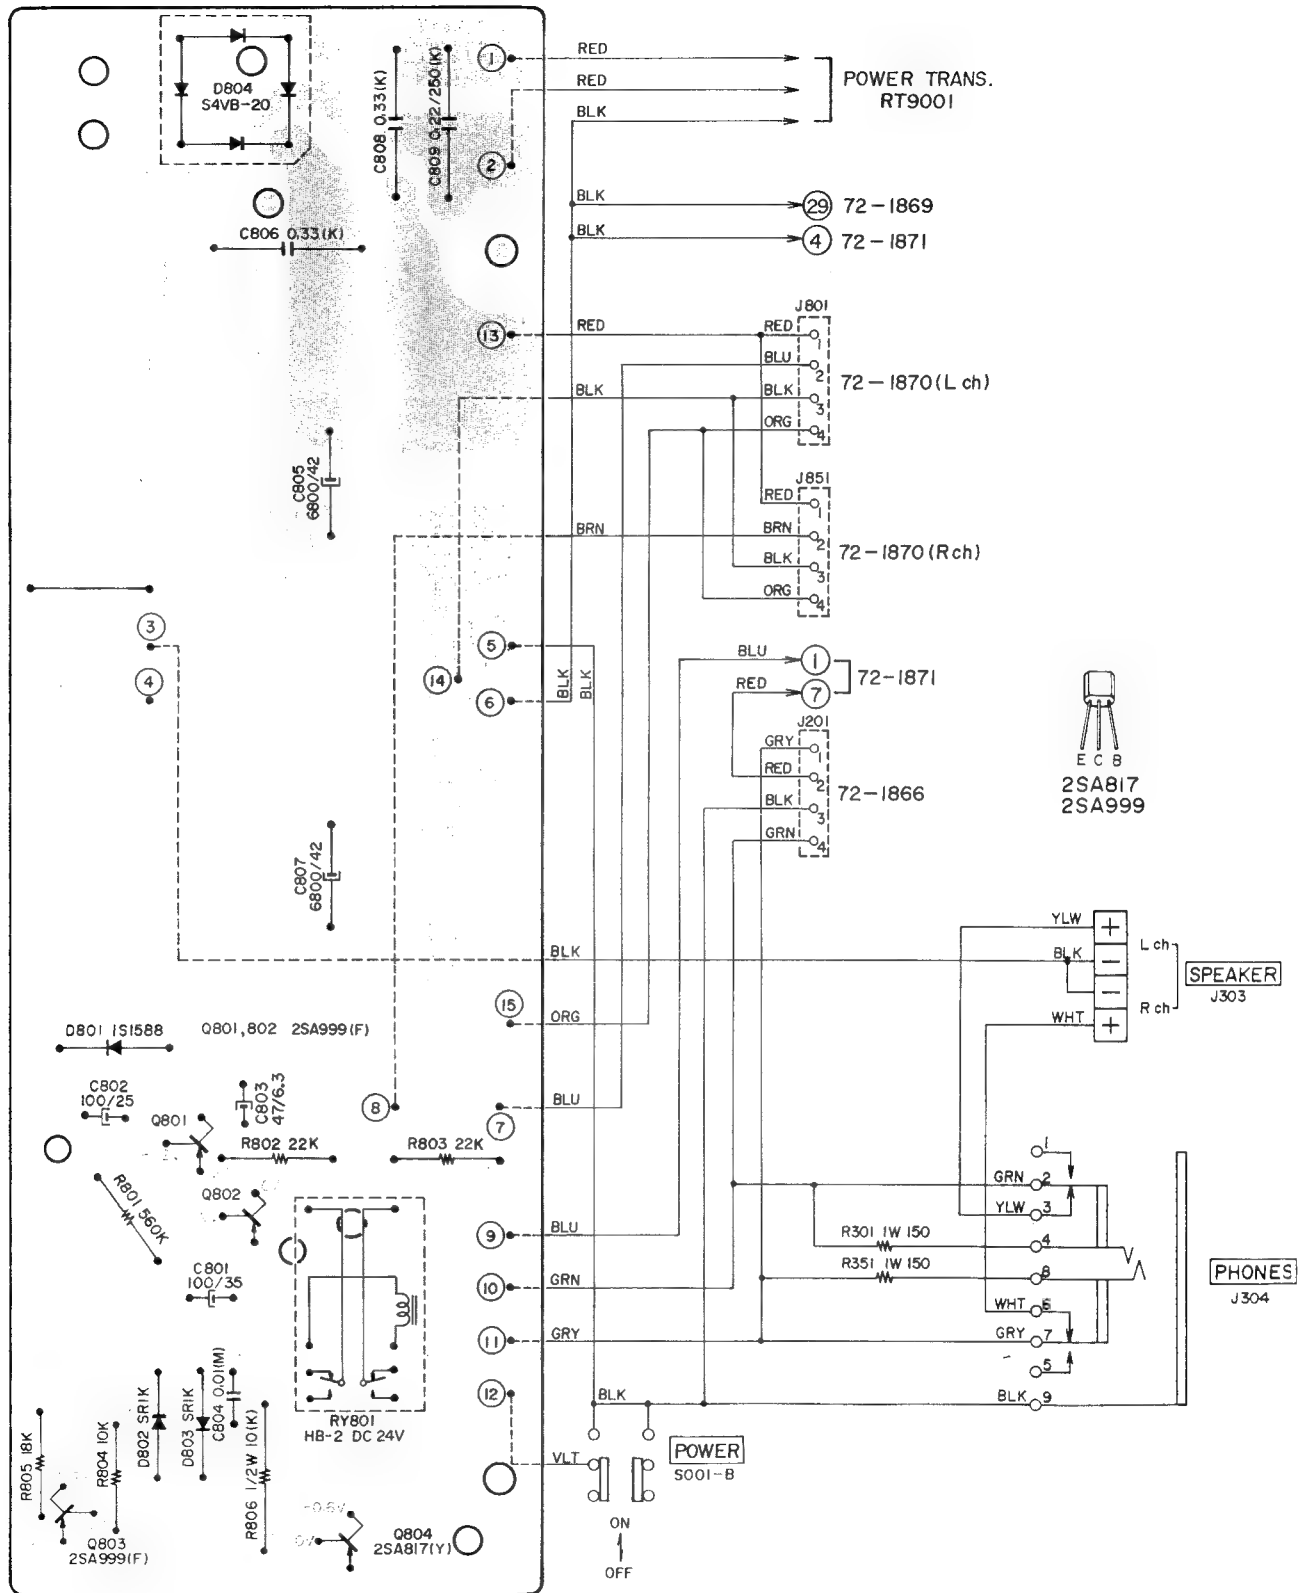 1
RED
RED
BLK
POWER TRANS.
RT9001
D804
S4VB-20
C808 0.33(K)
C809 0.22/250(K)
2
BLK
29
72-1869
BLK
4
72-1871
C806 0.33(K)
J801
13
RED
RED
1
BLU
2
72-1870(L ch)
BLK
BLK
3
ORG
4
C805
6800/42
J851
RED
1
BRN
BRN
2
72-1870(Rch)
BLK
3
ORG
4
3
4
5
14
6
BLK
BLK
BLU
1
RED
7
72-1871
J201
GRY
1
RED
2
72-1866
BLK
3
GRN
4
E C B
2SA817
2SA999
C807
6800/42
BLK
YLW
+
L ch
BLK
−
−
R ch
WHT
+
SPEAKER
J303
15
ORG
D801 1S1588
Q801,802 2SA999(F)
C802
100/25
C803
47/6.3
8
BLU
7
Q801
R802 22K
R803 22K
R801 560K
Q802
1
GRN
2
YLW
3
R301 1W 150
4
R351 1W 150
8
WHT
6
GRY
7
5
BLK
9
PHONES
J304
9
BLU
10
GRN
11
GRY
12
C801
100/35
RY801
HB-2 DC 24V
BLK
VLT
POWER
S001-B
ON
OFF
R805 18K
R804 10K
D802 SR1K
D803 SR1K
C804 0.01(M)
R806 1/2W 10(K)
Q803
2SA999(F)
-0.6V
0V
Q804
2SA817(Y)